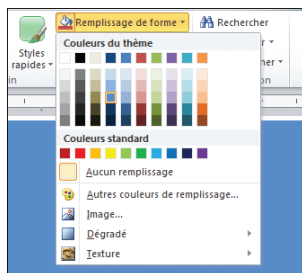 Remplissage de forme
Rechercher
Couleurs du thème
Styles
rapides
Couleurs standard
Aucun remplissage
Autres couleurs de remplissage...
Image...
Dégradé
Texture